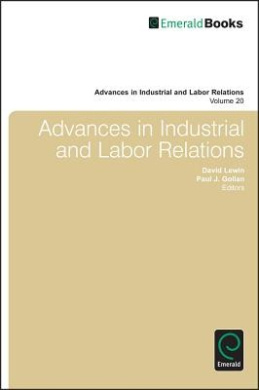 EmeraldBooks
Advances in Industrial and Labor Relations
Volume 20
Advances in Industrial
and Labor Relations
David Lewin
Paul J. Gollan
Editors
Emerald